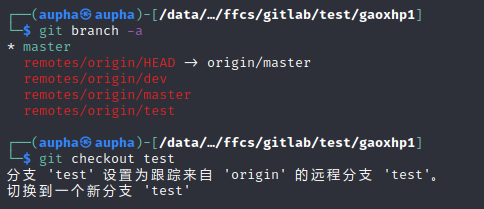 ┌──(aupha㉿aupha)-[/data/…/ffcs/gitlab/test/gaoxhp1]
└─$ git branch -a
* master
  remotes/origin/HEAD -> origin/master
  remotes/origin/dev
  remotes/origin/master
  remotes/origin/test
┌──(aupha㉿aupha)-[/data/…/ffcs/gitlab/test/gaoxhp1]
└─$ git checkout test
分支 'test' 设置为跟踪来自 'origin' 的远程分支 'test'。
切换到一个新分支 'test'